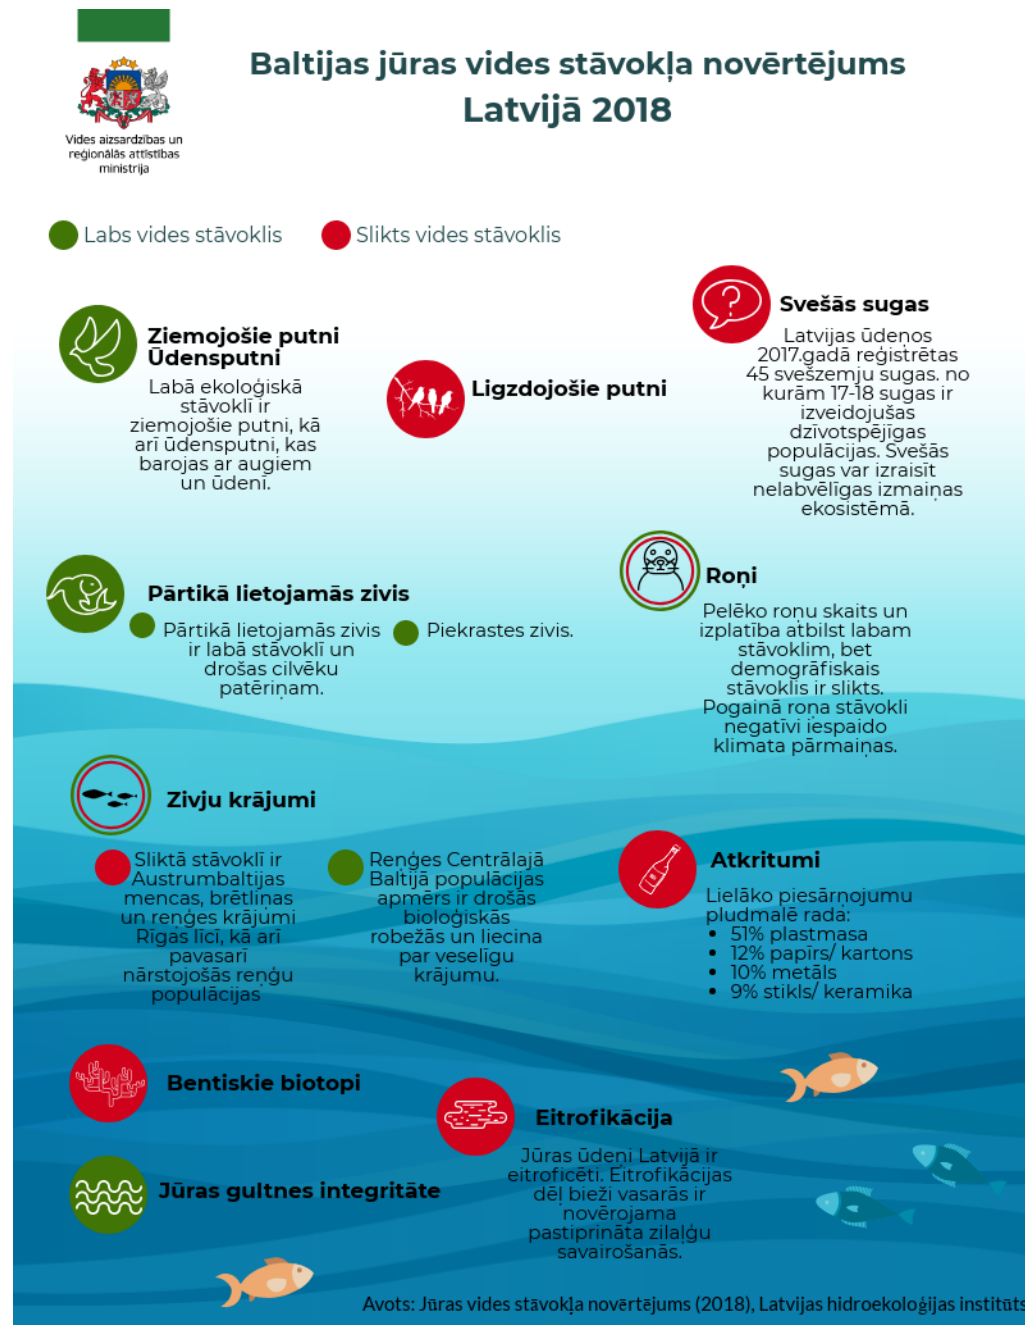 Vides aizsardzības un
reģionālās attīstības
ministrija
Baltijas jūras vides stāvokļa novērtējums
Latvijā 2018
Labs vides stāvoklis
Slikts vides stāvoklis
Ziemojošie putni
Ūdensputni
Labā ekoloģiskā
stāvoklī ir
ziemojošie putni, kā
arī ūdensputni, kas
barojas ar augiem
un ūdenī.
Ligzdojošie putni
Svešās sugas
Latvijas ūdeņos
2017.gadā reģistrētas
45 svešzemju sugas. no
kurām 17-18 sugas ir
izveidojušas
dzīvotspējīgas
populācijas. Svešās
sugas var izraisīt
nelabvēlīgas izmaiņas
ekosistēmā.
Pārtikā lietojamās zivis
Pārtikā lietojamās zivis
ir labā stāvoklī un
drošas cilvēku
patēriņam.
Piekrastes zivis.
Roņi
Pelēko roņu skaits un
izplatība atbilst labam
stāvoklim, bet
demogrāfiskais
stāvoklis ir slikts.
Pogainā roņa stāvokli
negatīvi iespaido
klimata pārmaiņas.
Zivju krājumi
Sliktā stāvoklī ir
Austrumbaltijas
mencas, brētliņas
un reņģes krājumi
Rīgas līcī, kā arī
pavasarī
nārstojošās reņģu
populācijas
Reņģes Centrālajā
Baltijā populācijas
apmērs ir drošās
bioloģiskās
robežās un liecina
par veselīgu
krājumu.
Atkritumi
Lielāko piesārņojumu
pludmalē rada:
• 51% plastmasa
• 12% papīrs/ kartons
• 10% metāls
• 9% stikls/ keramika
Bentiskie biotopi
Jūras gultnes integritāte
Eitrofikācija
Jūras ūdeņi Latvijā ir
eitroficēti. Eitrofikācijas
dēļ bieži vasarās ir
novērojama
pastiprināta zilaļģu
savairošanās.
Avots: Jūras vides stāvokļa novērtējums (2018), Latvijas hidroekoloģijas institūts